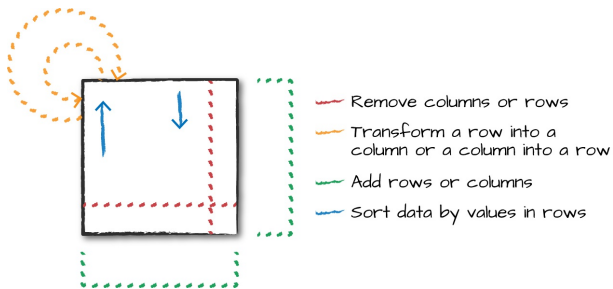 Remove columns or rows
Transform a row into a
column or a column into a row
Add rows or columns
Sort data by values in rows